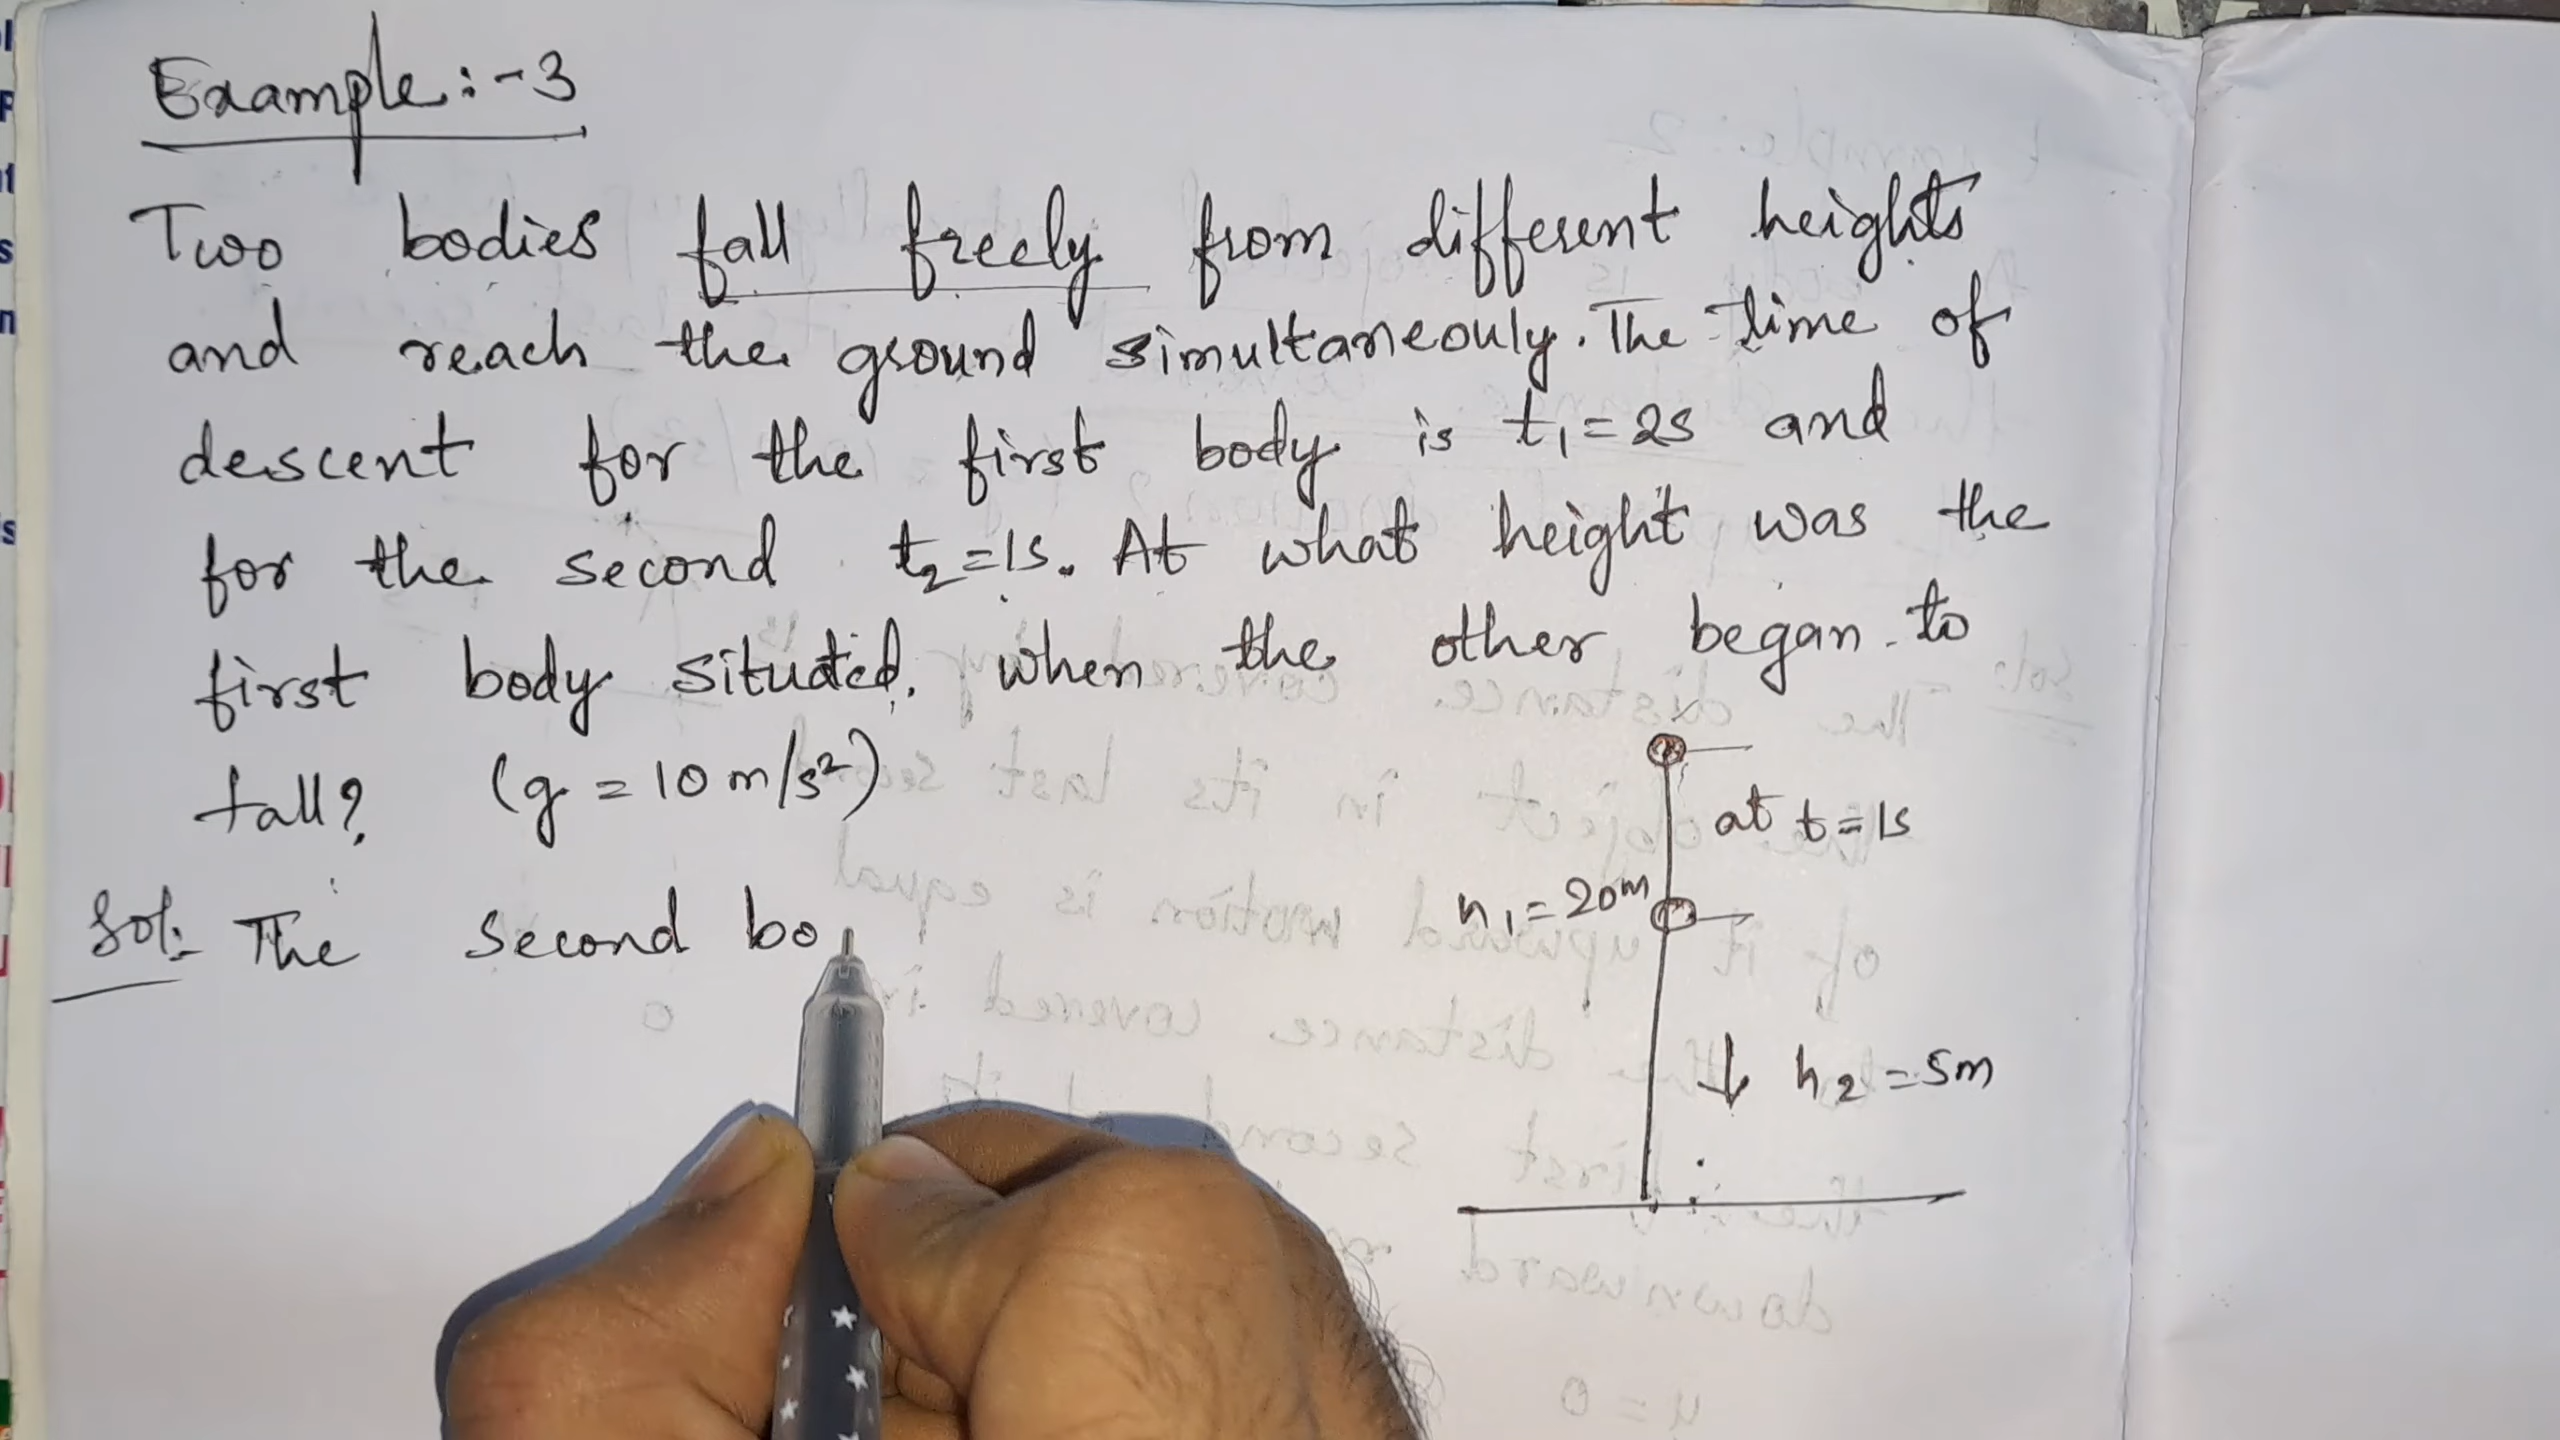 Example:-3
Two bodies fall freely from different heights
and reach the ground simultaneouly. The time of
descent for the first body is t₁=2s and
for the second t₂=1s. At what height was the
first body situated, when the other began to
fall? (g = 10 m/s²)
at t=1s
h₁=20m
Sol:- The second bo
h₂=5m